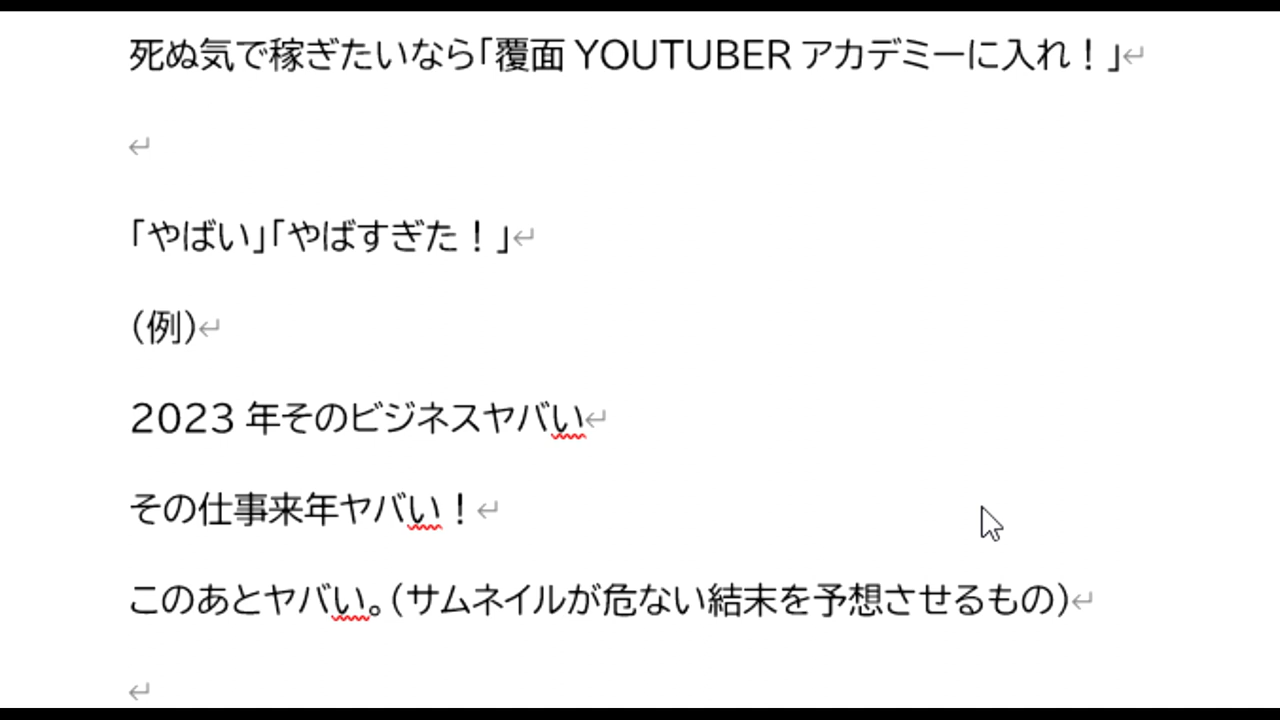 死ぬ気で稼ぎたいなら「覆面 YOUTUBER アカデミーに入れ！」
「やばい」「やばすぎた！」
（例）
2023 年そのビジネスヤバい
その仕事来年ヤバい！
このあとヤバい。（サムネイルが危ない結末を予想させるもの）